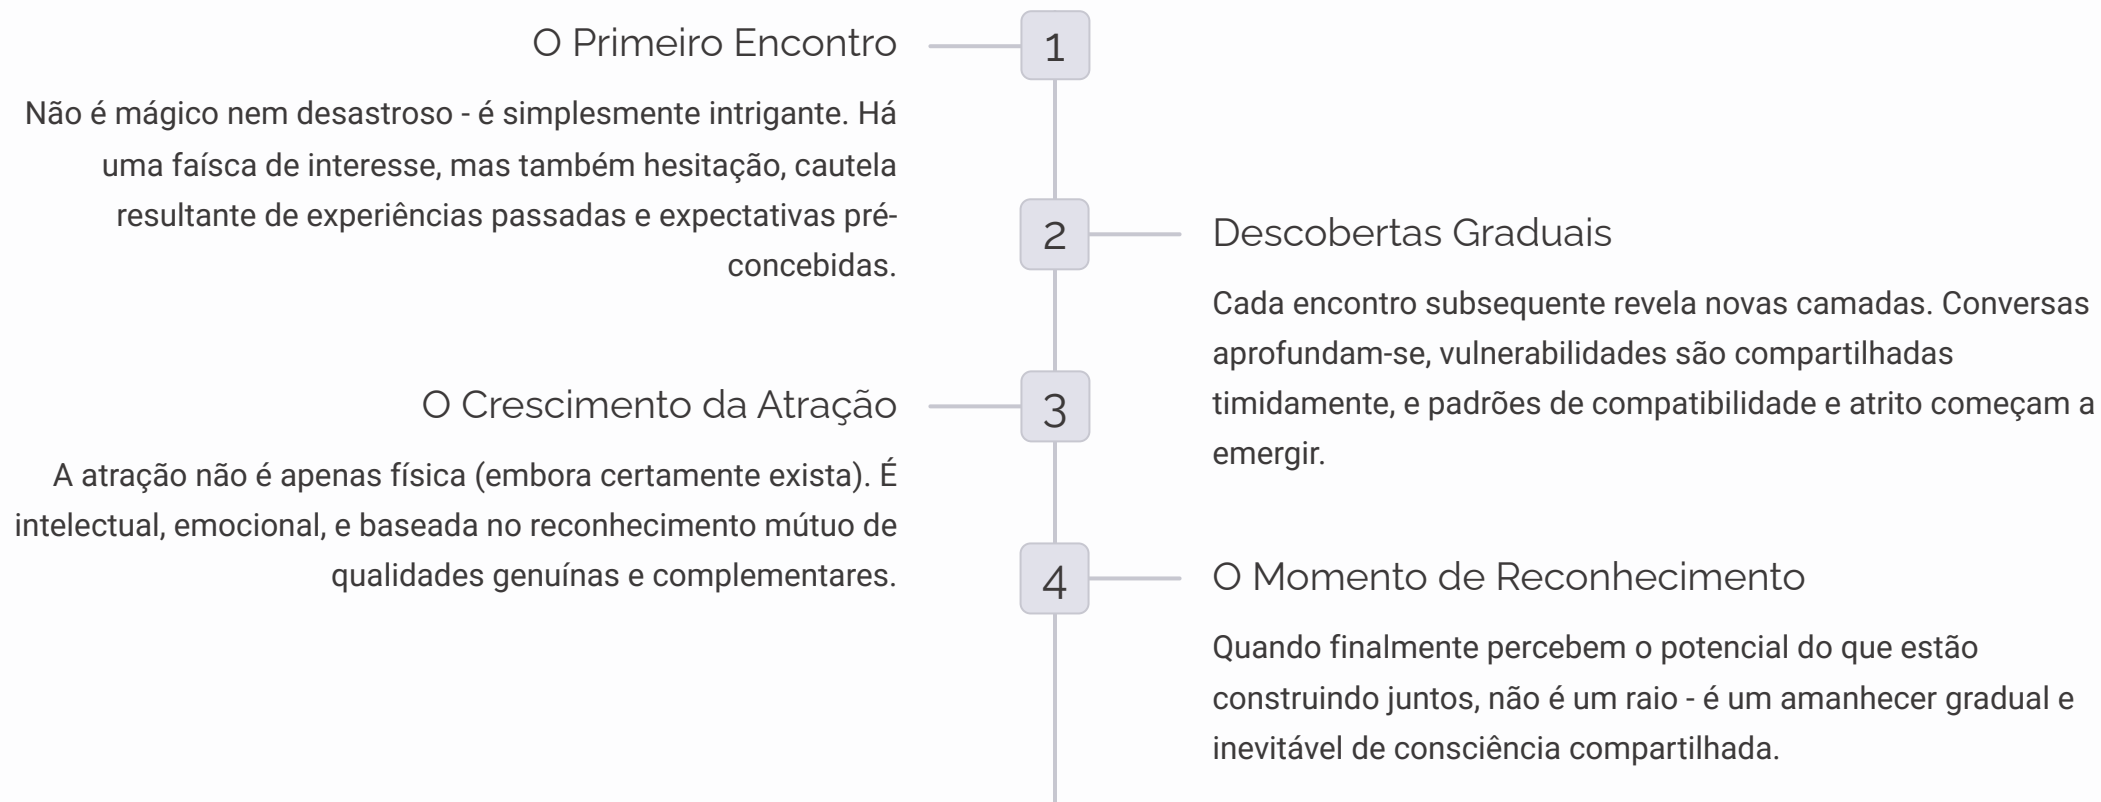 O Primeiro Encontro
1
Não é mágico nem desastroso - é simplesmente intrigante. Há
uma faísca de interesse, mas também hesitação, cautela
resultante de experiências passadas e expectativas pré-
concebidas.
2
Descobertas Graduais
Cada encontro subsequente revela novas camadas. Conversas
aprofundam-se, vulnerabilidades são compartilhadas
timidamente, e padrões de compatibilidade e atrito começam a
emergir.
O Crescimento da Atração
3
A atração não é apenas física (embora certamente exista). É
intelectual, emocional, e baseada no reconhecimento mútuo de
qualidades genuínas e complementares.
4
O Momento de Reconhecimento
Quando finalmente percebem o potencial do que estão
construindo juntos, não é um raio - é um amanhecer gradual e
inevitável de consciência compartilhada.